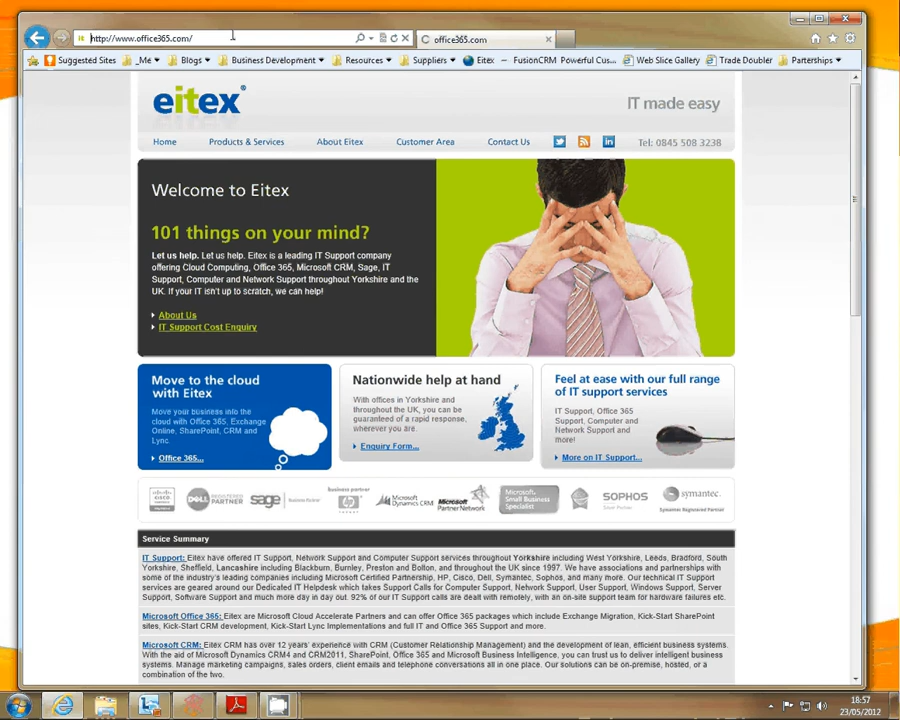 http://www.office365.com/
office365.com
Suggested Sites _Me Blogs Business Development Resources Suppliers Eitex — FusionCRM Powerful Cus... Web Slice Gallery Trade Doubler Parterships
eitex
IT made easy
Home Products & Services About Eitex Customer Area Contact Us Tel: 0845 508 3238
Welcome to Eitex
101 things on your mind?
Let us help. Let us help. Eitex is a leading IT Support company
offering Cloud Computing, Office 365, Microsoft CRM, Sage, IT
Support, Computer and Network Support throughout Yorkshire and the
UK. If your IT isn't up to scratch, we can help!
About Us
IT Support Cost Enquiry
Move to the cloud
with Eitex
Move your business into the
cloud with Office 365, Exchange
Online, SharePoint, CRM and
Lync.
Office 365...
Nationwide help at hand
With offices in Yorkshire and
throughout the UK, you can be
guaranteed of a rapid response,
wherever you are.
Enquiry Form...
Feel at ease with our full range
of IT support services
IT Support, Office 365
Support, Computer and
Network Support and
more!
More on IT Support...
CISCO
DELL REGISTERED PARTNER
sage
business partner
hp
Microsoft Dynamics CRM
Microsoft Partner Network
Microsoft Small Business Specialist
SOPHOS
symantec.
Symantec Registered Partner
Service Summary
IT Support: Eitex have offered IT Support, Network Support and Computer Support services throughout Yorkshire including West Yorkshire, Leeds, Bradford, South
Yorkshire, Sheffield, Lancashire including Blackburn, Burnley, Preston and Bolton, and throughout the UK since 1997. We have associations and partnerships with
some of the industry's leading companies including Microsoft Certified Partnership, HP, Cisco, Dell, Symantec, Sophos, and many more. Our technical IT Support
services are geared around our Dedicated IT Helpdesk which takes Support Calls for Computer Support, Network Support, User Support, Windows Support, Server
Support, Software Support and much more day in day out. 92% of our IT Support calls are dealt with remotely, with an on-site support team for hardware failures etc.
Microsoft Office 365: Eitex are Microsoft Cloud Accelerate Partners and can offer Office 365 packages which include Exchange Migration, Kick-Start SharePoint
sites, Kick-Start CRM development, Kick-Start Lync Implementations and full IT and Office 365 Support and more.
Microsoft CRM: Eitex CRM has over 12 years' experience with CRM (Customer Relationship Management) and the development of lean, efficient business systems.
With the aid of Microsoft Dynamics CRM4 and CRM2011, SharePoint, Office 365 and Microsoft Business Intelligence, you can trust us to deliver intelligent business
systems. Manage marketing campaigns, sales orders, client emails and telephone conversations all in one place. Our solutions can be on-premise, hosted, or a
combination of the two.
18:57
23/05/2012